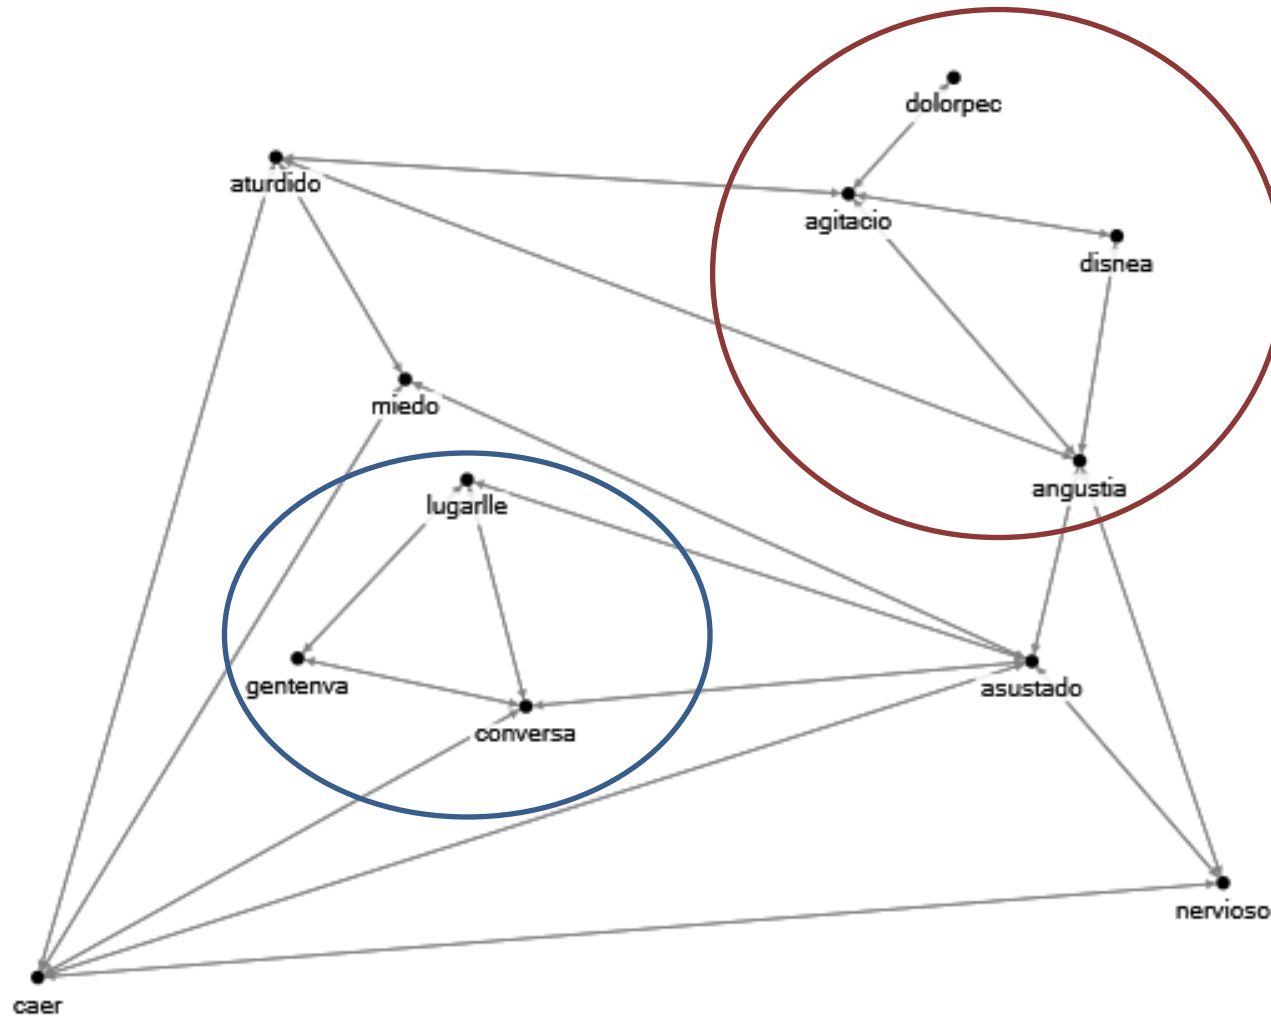 dolorpec
aturdido
agitacio
disnea
miedo
angustia
lugarlle
gentenva
asustado
conversa
nervioso
caer